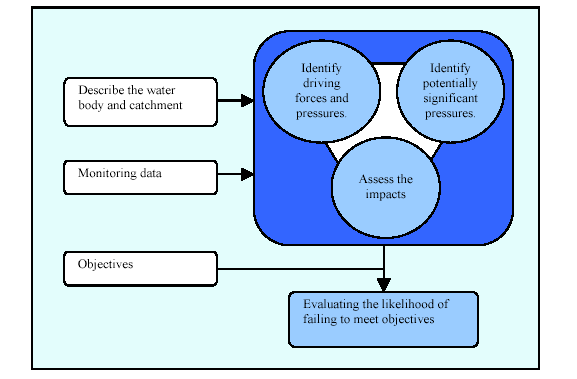 Describe the water
body and catchment
Monitoring data
Objectives
Identify
driving
forces and
pressures.
Identify
potentially
significant
pressures.
Assess the
impacts
Evaluating the likelihood of
failing to meet objectives